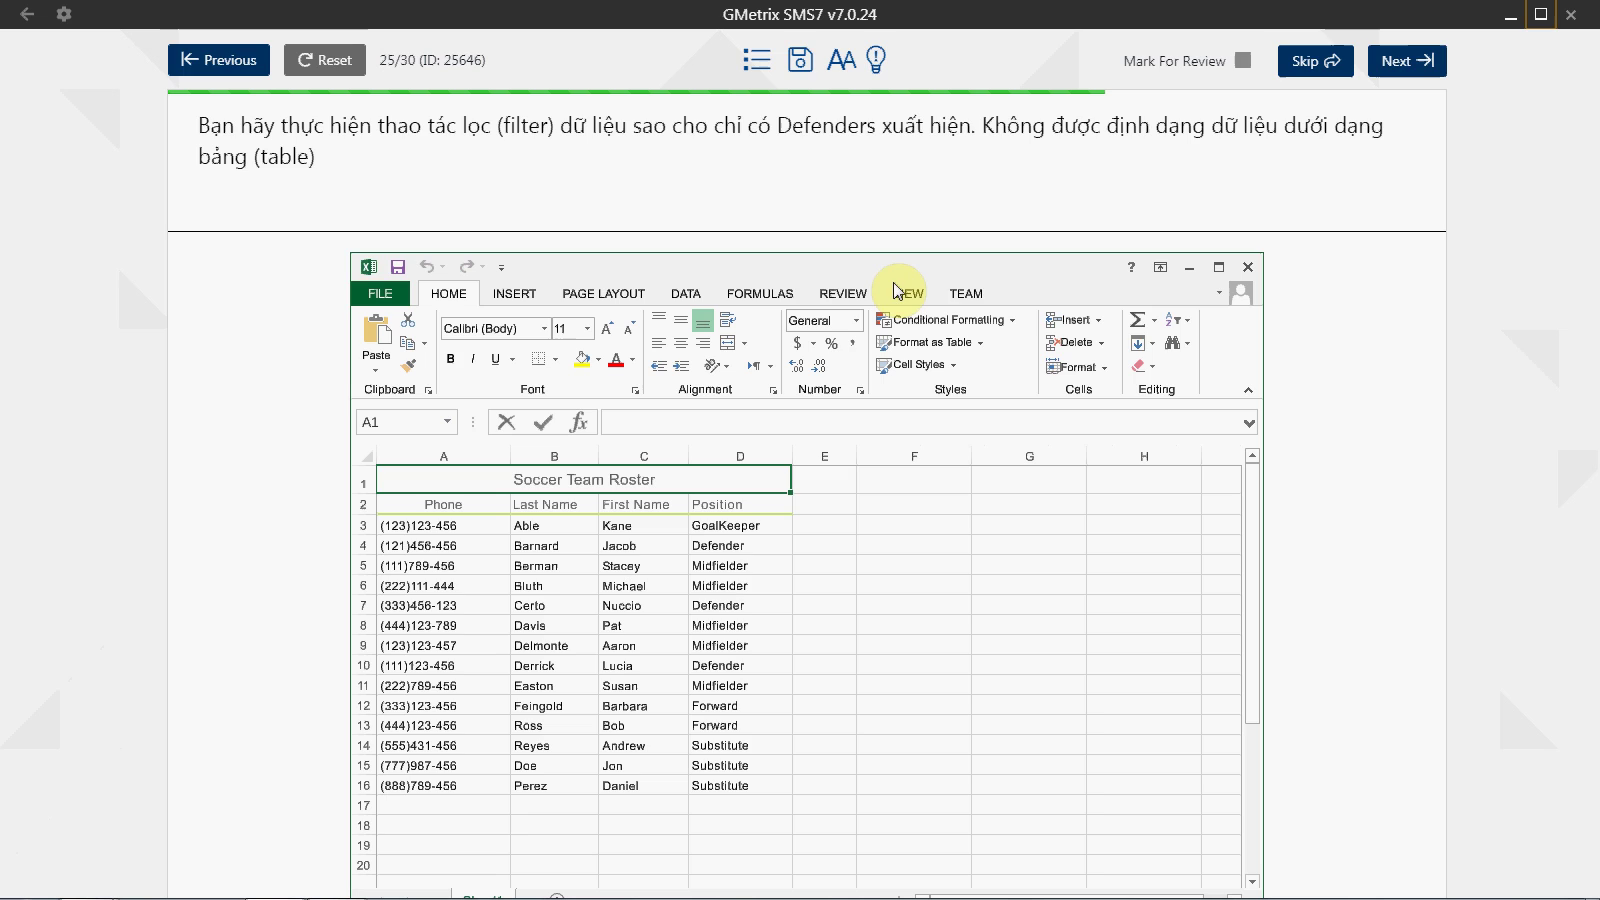 GMetrix SMS7 v7.0.24
Previous
Reset
25/30 (ID: 25646)
AA
Mark For Review
Skip
Next
Bạn hãy thực hiện thao tác lọc (filter) dữ liệu sao cho chỉ có Defenders xuất hiện. Không được định dạng dữ liệu dưới dạng
bảng (table)
FILE HOME INSERT PAGE LAYOUT DATA FORMULAS REVIEW TEAM
Paste
Clipboard
Calibri (Body) 11
B I U
Font
Alignment
General
$ % ,
Number
Conditional Formatting
Format as Table
Cell Styles
Styles
Insert
Delete
Format
Cells
Editing
A1
fx
A B C D E F G H
1 Soccer Team Roster
2 Phone Last Name First Name Position
3 (123)123-456 Able Kane GoalKeeper
4 (121)456-456 Barnard Jacob Defender
5 (111)789-456 Berman Stacey Midfielder
6 (222)111-444 Bluth Michael Midfielder
7 (333)456-123 Certo Nuccio Defender
8 (444)123-789 Davis Pat Midfielder
9 (123)123-457 Delmonte Aaron Midfielder
10 (111)123-456 Derrick Lucia Defender
11 (222)789-456 Easton Susan Midfielder
12 (333)123-456 Feingold Barbara Forward
13 (444)123-456 Ross Bob Forward
14 (555)431-456 Reyes Andrew Substitute
15 (777)987-456 Doe Jon Substitute
16 (888)789-456 Perez Daniel Substitute
17
18
19
20